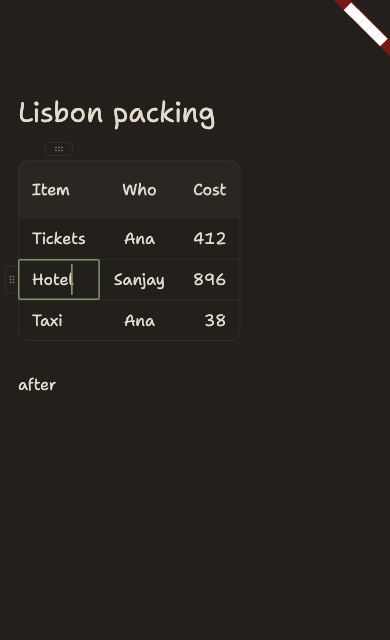 Lisbon packing
Item Who Cost
Tickets Ana 412
Hotel Sanjay 896
Taxi Ana 38
after